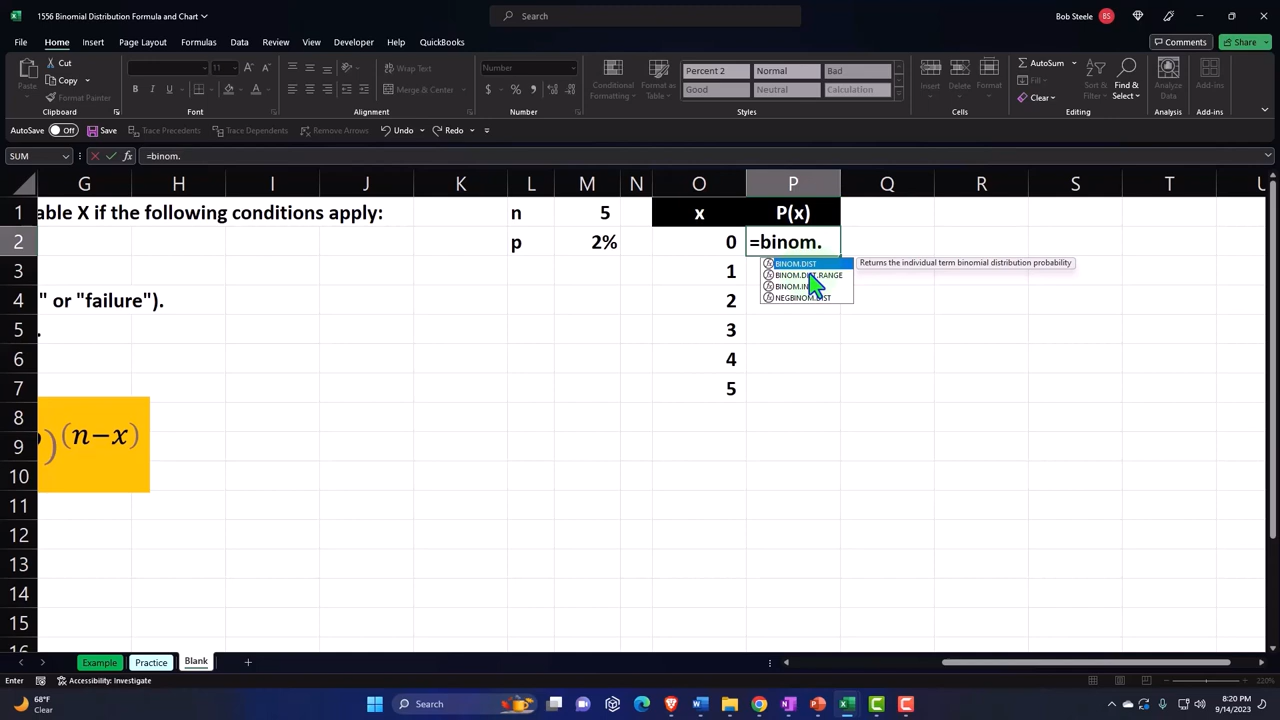 1556 Binomial Distribution Formula and Chart
Search
Bob Steele
BS
File
Home
Insert
Page Layout
Formulas
Data
Review
View
Developer
Help
QuickBooks
Comments
Share
Paste
Cut
Copy
Format Painter
Clipboard
11
B
I
U
Font
Wrap Text
Merge & Center
Alignment
Number
$ %
Number
Conditional Formatting
Format as Table
Percent 2
Normal
Bad
Good
Neutral
Calculation
Styles
Insert
Delete
Format
Cells
AutoSum
Fill
Clear
Sort & Filter
Find & Select
Editing
Analyze Data
Analysis
Add-ins
Add-ins
AutoSave
Off
Save
Trace Precedents
Trace Dependents
Remove Arrows
Undo
Redo
SUM
fx
=binom.
G H I J K L M N O P Q R S T U
1 able X if the following conditions apply: n 5 x P(x)
2 p 2% 0 =binom.
BINOM.DIST
Returns the individual term binomial distribution probability
BINOM.DIST.RANGE
NEGBINOM.DIST
3 1
4 " or "failure"). 2
5 . 3
6 4
7 5
8
)(n−x)
9
10
11
12
13
14
15
16
Example
Practice
Blank
Enter
Accessibility: Investigate
220%
68°F
Clear
Search
8:20 PM
9/14/2023